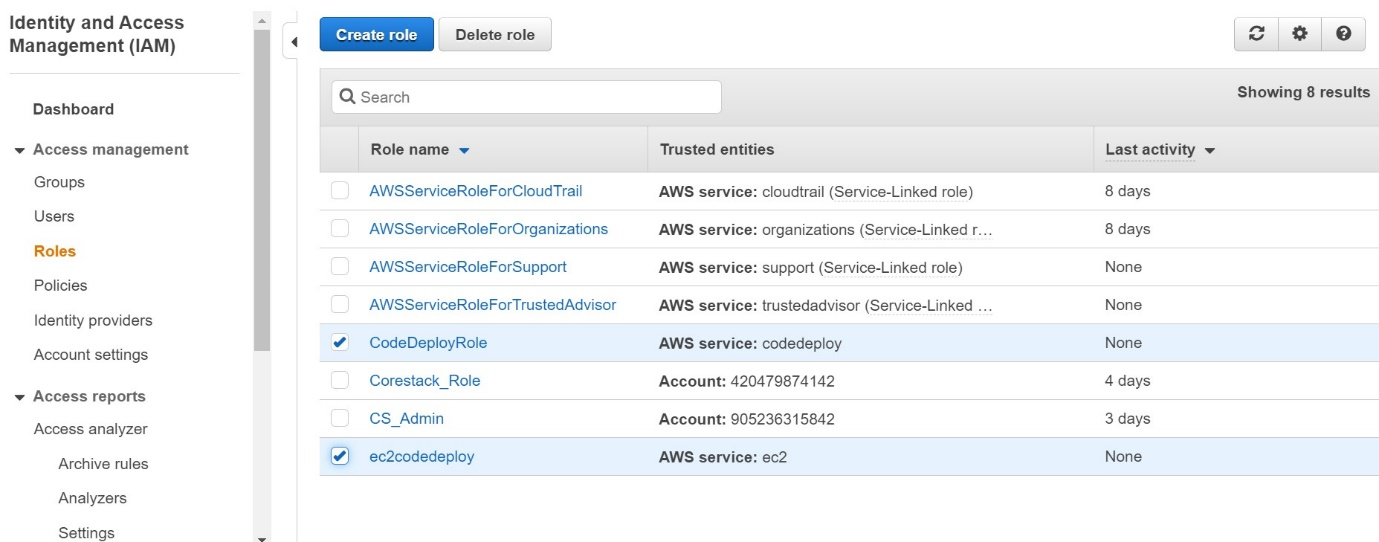 Identity and Access
Management (IAM)
Dashboard
Access management
Groups
Users
Roles
Policies
Identity providers
Account settings
Access reports
Access analyzer
Archive rules
Analyzers
Settings
Create role Delete role
Search
Showing 8 results
Role name Trusted entities Last activity
AWSServiceRoleForCloudTrail AWS service: cloudtrail (Service-Linked role) 8 days
AWSServiceRoleForOrganizations AWS service: organizations (Service-Linked r… 8 days
AWSServiceRoleForSupport AWS service: support (Service-Linked role) None
AWSServiceRoleForTrustedAdvisor AWS service: trustedadvisor (Service-Linked … None
CodeDeployRole AWS service: codedeploy None
Corestack_Role Account: 420479874142 4 days
CS_Admin Account: 905236315842 3 days
ec2codedeploy AWS service: ec2 None